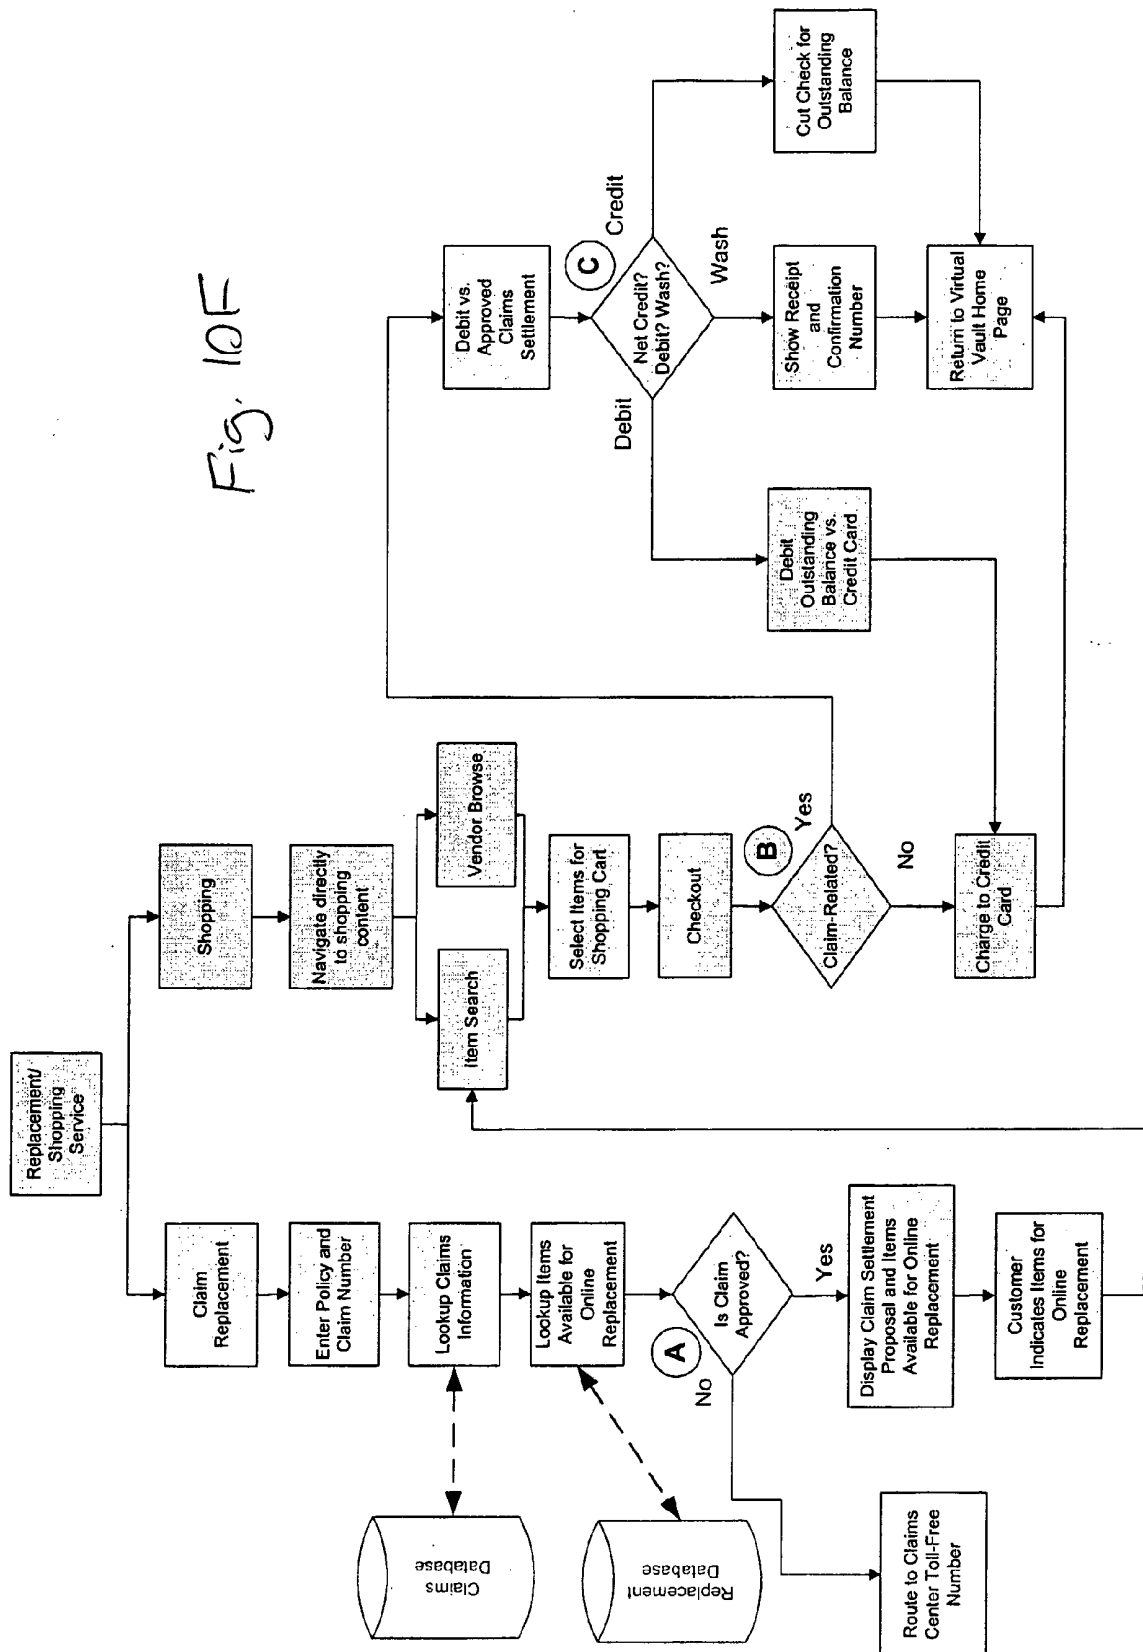 Fig. 10F
Replacement/
Shopping
Service
Claim
Replacement
Enter Policy and
Claim Number
Lookup Claims
Information
Lookup Items
Available for
Online
Replacement
Claims
Database
Replacement
Database
A
Is Claim
Approved?
No
Yes
Route to Claims
Center Toll-Free
Number
Display Claim Settlement
Proposal and Items
Available for Online
Replacement
Customer
Indicates Items for
Online
Replacement
Shopping
Navigate directly
to shopping
content
Item Search
Vendor Browse
Select Items for
Shopping Cart
Checkout
B
Claim-Related?
Yes
No
Charge to Credit
Card
Debit vs.
Approved
Claims
Settlement
C
Net Credit?
Debit? Wash?
Debit
Wash
Credit
Debit
Outstanding
Balance vs.
Credit Card
Show Receipt
and
Confirmation
Number
Cut Check for
Outstanding
Balance
Return to Virtual
Vault Home
Page